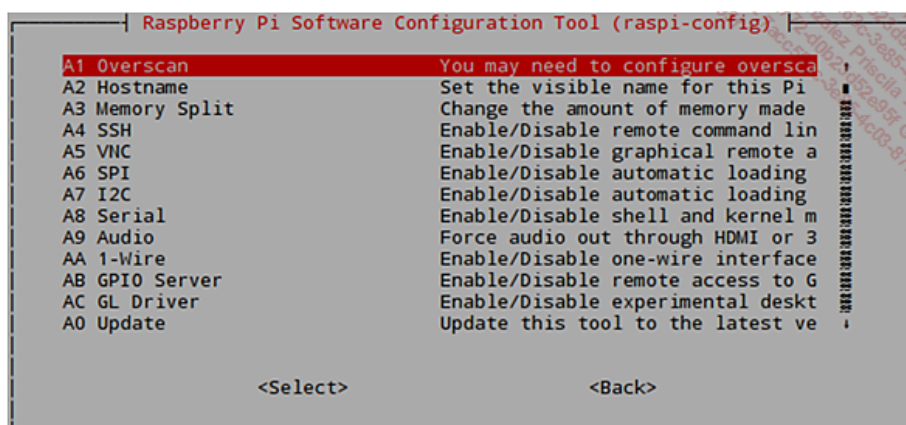 Raspberry Pi Software Configuration Tool (raspi-config)
A1 Overscan You may need to configure oversca
A2 Hostname Set the visible name for this Pi
A3 Memory Split Change the amount of memory made
A4 SSH Enable/Disable remote command lin
A5 VNC Enable/Disable graphical remote a
A6 SPI Enable/Disable automatic loading
A7 I2C Enable/Disable automatic loading
A8 Serial Enable/Disable shell and kernel m
A9 Audio Force audio out through HDMI or 3
AA 1-Wire Enable/Disable one-wire interface
AB GPIO Server Enable/Disable remote access to G
AC GL Driver Enable/Disable experimental deskt
A0 Update Update this tool to the latest ve
<Select> <Back>